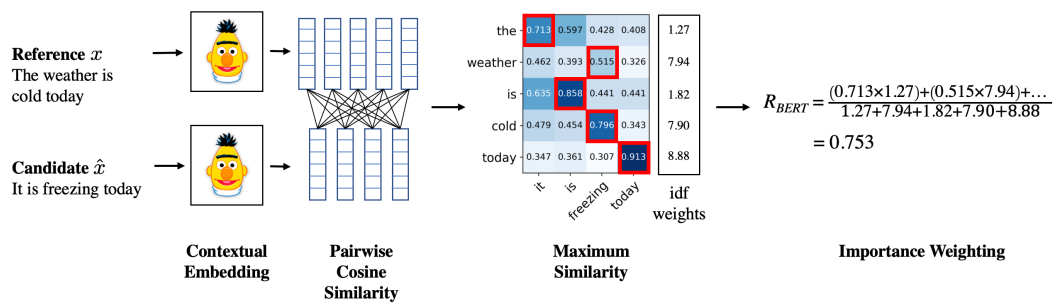 Reference x
The weather is
cold today
Candidate x̂
It is freezing today
Contextual
Embedding
Pairwise
Cosine
Similarity
the 0.713 0.597 0.428 0.408 1.27
weather 0.462 0.393 0.515 0.326 7.94
is 0.635 0.858 0.441 0.441 1.82
cold 0.479 0.454 0.796 0.343 7.90
today 0.347 0.361 0.307 0.913 8.88
it is freezing today
idf
weights
Maximum
Similarity
R_BERT = (0.713×1.27)+(0.515×7.94)+...
1.27+7.94+1.82+7.90+8.88
= 0.753
Importance Weighting